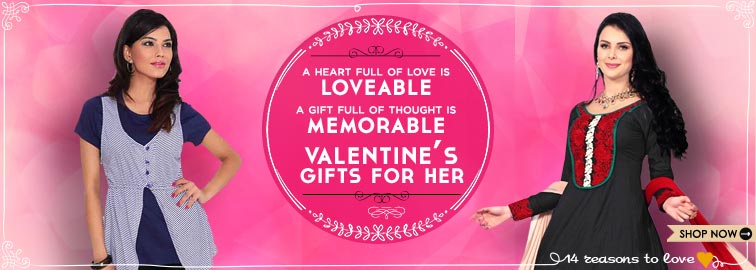 A HEART FULL OF LOVE IS
LOVEABLE
A GIFT FULL OF THOUGHT IS
MEMORABLE
VALENTINE'S
GIFTS FOR HER
SHOP NOW
14 reasons to love